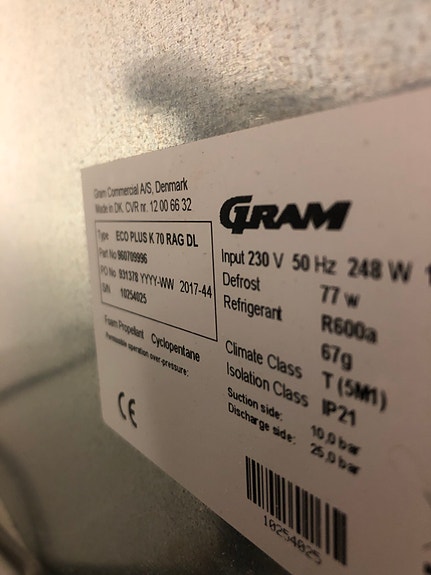 Gram Commercial A/S, Denmark
Made in DK. CVR nr. 12 00 66 32
Type ECO PLUS K 70 RAG DL
Part No 960709996
PO No 831378 YYYY-WW 2017-44
S/N 10254025
Foam Propellant Cyclopentane
Permissable operation over-pressure:
CE
GRAM
Input 230 V 50 Hz 248 W
Defrost 77 w
Refrigerant R600a
67g
Climate Class T (5M1)
Isolation Class IP21
Suction side: 10,0 bar
Discharge side: 25,0 bar
10254025